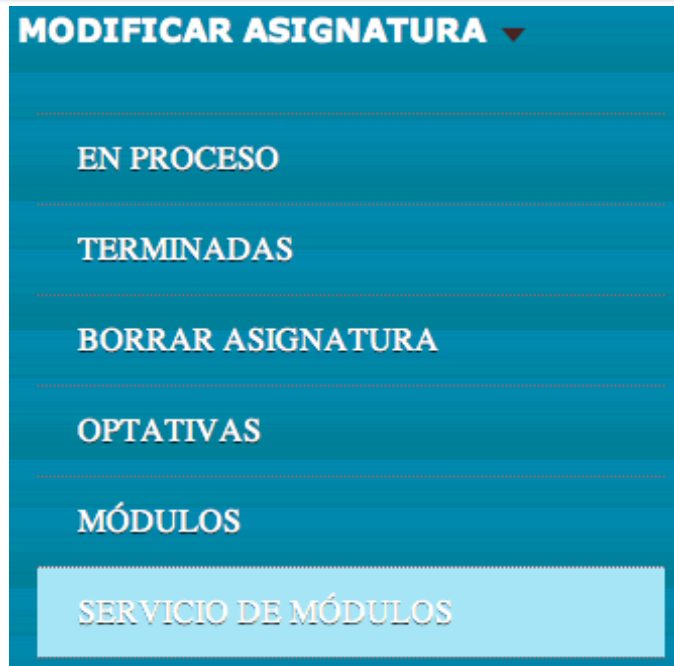 MODIFICAR ASIGNATURA
EN PROCESO
TERMINADAS
BORRAR ASIGNATURA
OPTATIVAS
MÓDULOS
SERVICIO DE MÓDULOS